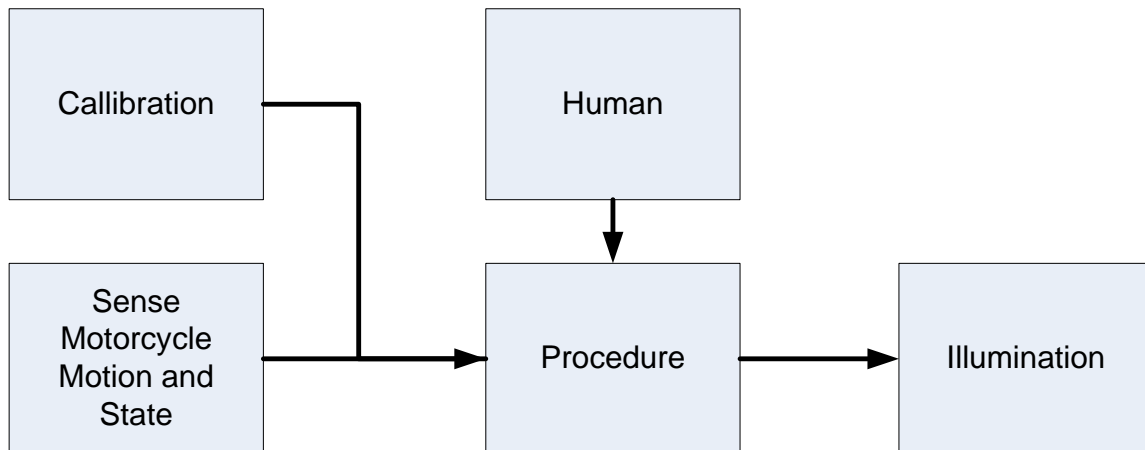 Callibration
Human
Sense
Motorcycle
Motion and
State
Procedure
Illumination